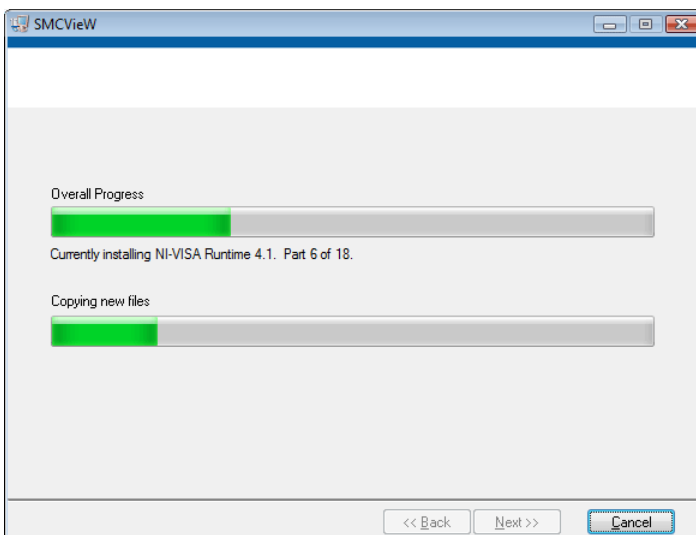 SMCVieW
Overall Progress
Currently installing NI-VISA Runtime 4.1. Part 6 of 18.
Copying new files
<< Back
Next >>
Cancel